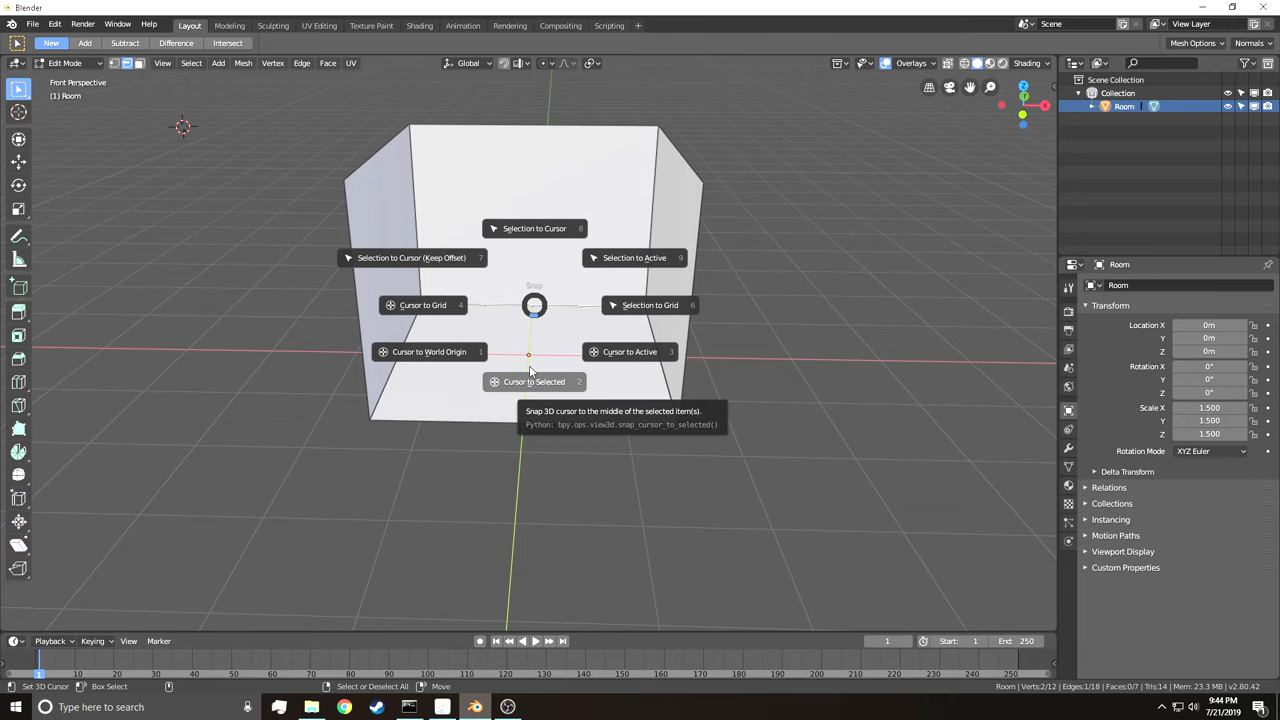 Blender
File Edit Render Window Help Layout Modeling Sculpting UV Editing Texture Paint Shading Animation Rendering Compositing Scripting + Scene View Layer
New Add Subtract Difference Intersect Mesh Options Normals
Edit Mode View Select Add Mesh Vertex Edge Face UV Global Overlays Shading
Front Perspective
(1) Room
Z
Y
X
Scene Collection
Collection
Room
Selection to Cursor 8
Selection to Cursor (Keep Offset) 7
Selection to Active 9
Snap
Cursor to Grid 4
Selection to Grid 6
Cursor to World Origin 1
Cursor to Active 3
Cursor to Selected 2
Snap 3D cursor to the middle of the selected item(s).
Python: bpy.ops.view3d.snap_cursor_to_selected()
Room
Room
Transform
Location X 0m
Y 0m
Z 0m
Rotation X 0°
Y 0°
Z 0°
Scale X 1.500
Y 1.500
Z 1.500
Rotation Mode XYZ Euler
Delta Transform
Relations
Collections
Instancing
Motion Paths
Viewport Display
Custom Properties
Playback Keying View Marker 1 Start: 1 End: 250
1 10 20 30 40 50 60 70 80 90 100 110 120 130 140 150 160 170 180 190 200 210 220 230 240 250
Set 3D Cursor Box Select Select or Deselect All Move Room | Verts:2/12 | Edges:1/18 | Faces:0/7 | Tris:14 | Mem: 23.3 MB | v2.80.42
Type here to search
9:44 PM
7/21/2019